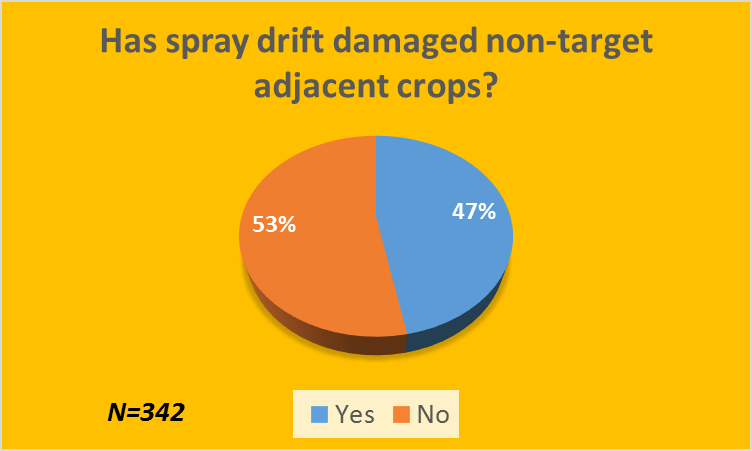 Has spray drift damaged non-target
adjacent crops?
47%
53%
N=342
Yes No